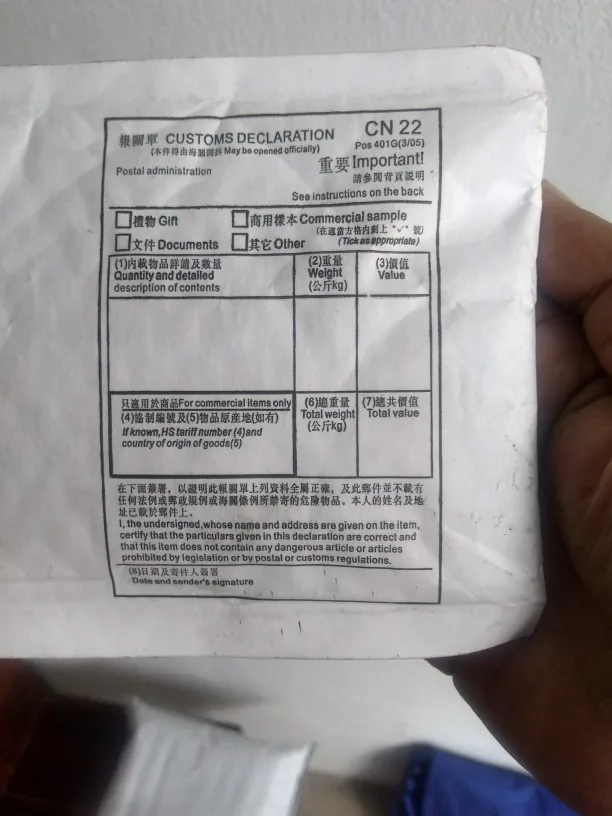 報關單 CUSTOMS DECLARATION
(本件得由海關開拆 May be opened officially)
CN 22
Pos 401G(3/05)
Postal administration
重要 Important!
請參閱背頁説明
See instructions on the back
禮物 Gift
商用樣本 Commercial sample
(在適當方格內劃上 "✓" 號)
文件 Documents
其它 Other
(Tick as appropriate)
(1)內載物品詳情及數量
Quantity and detailed
description of contents
(2)重量
Weight
(公斤kg)
(3)價值
Value
只適用於商品For commercial items only
(4)協制編號及(5)物品原産地(如有)
If known,HS tariff number (4)and
country of origin of goods(5)
(6)總重量
Total weight
(公斤kg)
(7)總共價值
Total value
在下面簽署，以證明此報關單上列資料全屬正確，及此郵件並不載有
任何法例或郵政規例或海關條例所禁寄的危險物品。本人的姓名及地
址已載於郵件上。
I, the undersigned,whose name and address are given on the item,
certify that the particulars given in this declaration are correct and
that this item does not contain any dangerous article or articles
prohibited by legislation or by postal or customs regulations.
(8)日期及寄件人簽署
Date and sender's signature